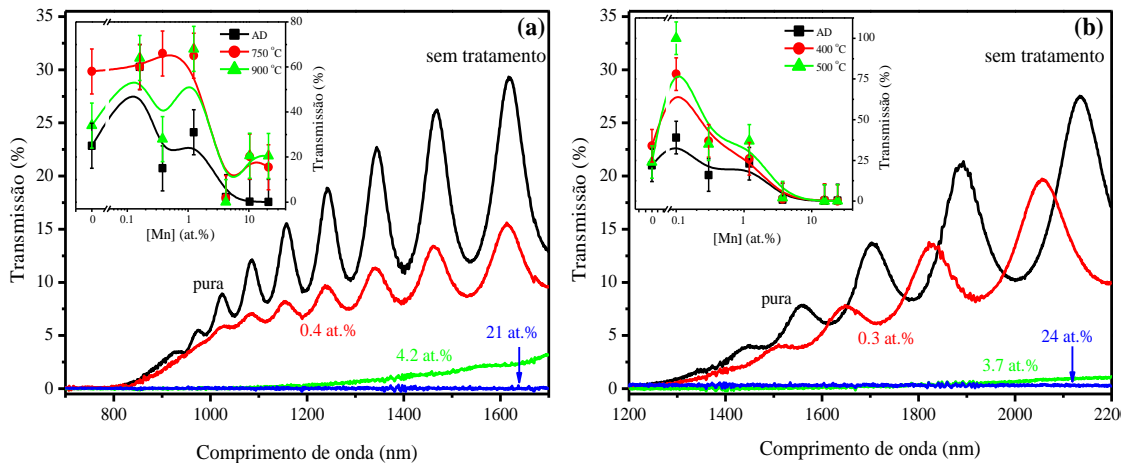 (a)
sem tratamento
AD
750 °C
900 °C
80
60
40
20
0
Transmissão (%)
0
0.1
1
10
[Mn] (at.%)
35
30
25
20
15
10
5
0
Transmissão (%)
pura
0.4 at.%
4.2 at.%
21 at.%
800
1000
1200
1400
1600
Comprimento de onda (nm)
(b)
sem tratamento
AD
400 °C
500 °C
100
75
50
25
0
Transmissão (%)
0
0.1
1
10
[Mn] (at.%)
35
30
25
20
15
10
5
0
Transmissão (%)
pura
0.3 at.%
3.7 at.%
24 at.%
1200
1400
1600
1800
2000
2200
Comprimento de onda (nm)